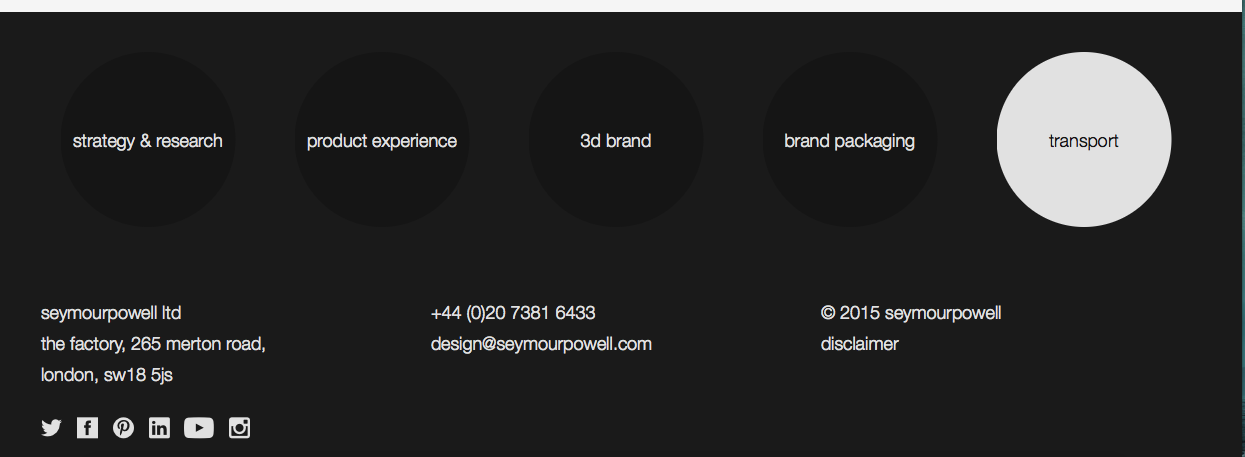 strategy & research
product experience
3d brand
brand packaging
transport
seymourpowell ltd
the factory, 265 merton road,
london, sw18 5js
+44 (0)20 7381 6433
design@seymourpowell.com
© 2015 seymourpowell
disclaimer